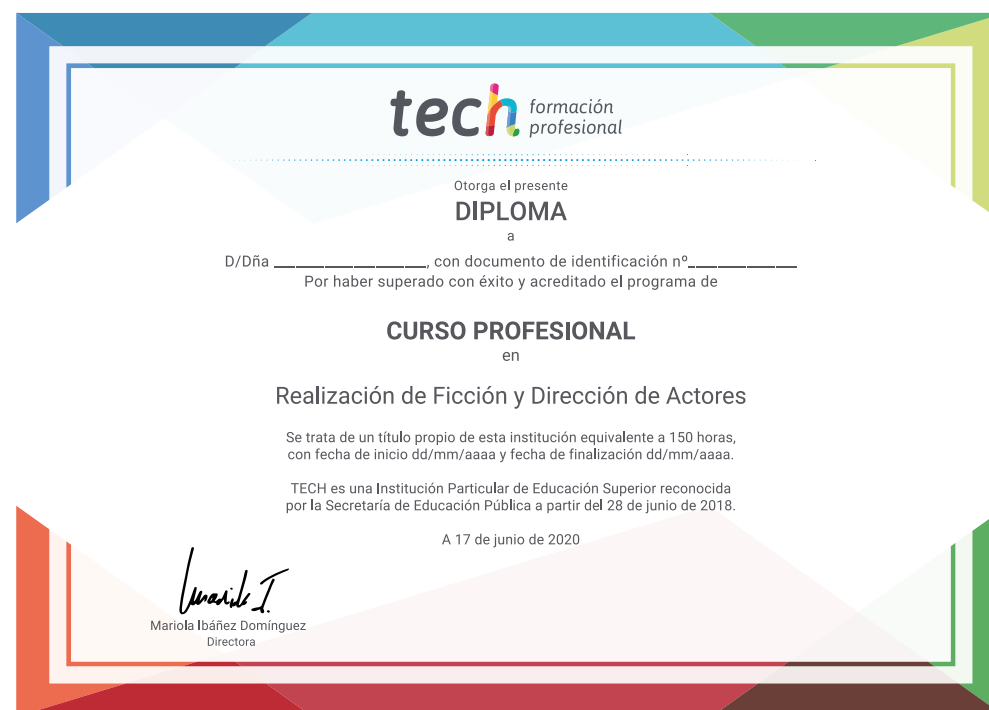 tech formación
profesional
Otorga el presente
DIPLOMA
a
D/Dña ______________, con documento de identificación nº__________
Por haber superado con éxito y acreditado el programa de
CURSO PROFESIONAL
en
Realización de Ficción y Dirección de Actores
Se trata de un título propio de esta institución equivalente a 150 horas,
con fecha de inicio dd/mm/aaaa y fecha de finalización dd/mm/aaaa.
TECH es una Institución Particular de Educación Superior reconocida
por la Secretaría de Educación Pública a partir del 28 de junio de 2018.
A 17 de junio de 2020
Mariola Ibáñez Domínguez
Directora